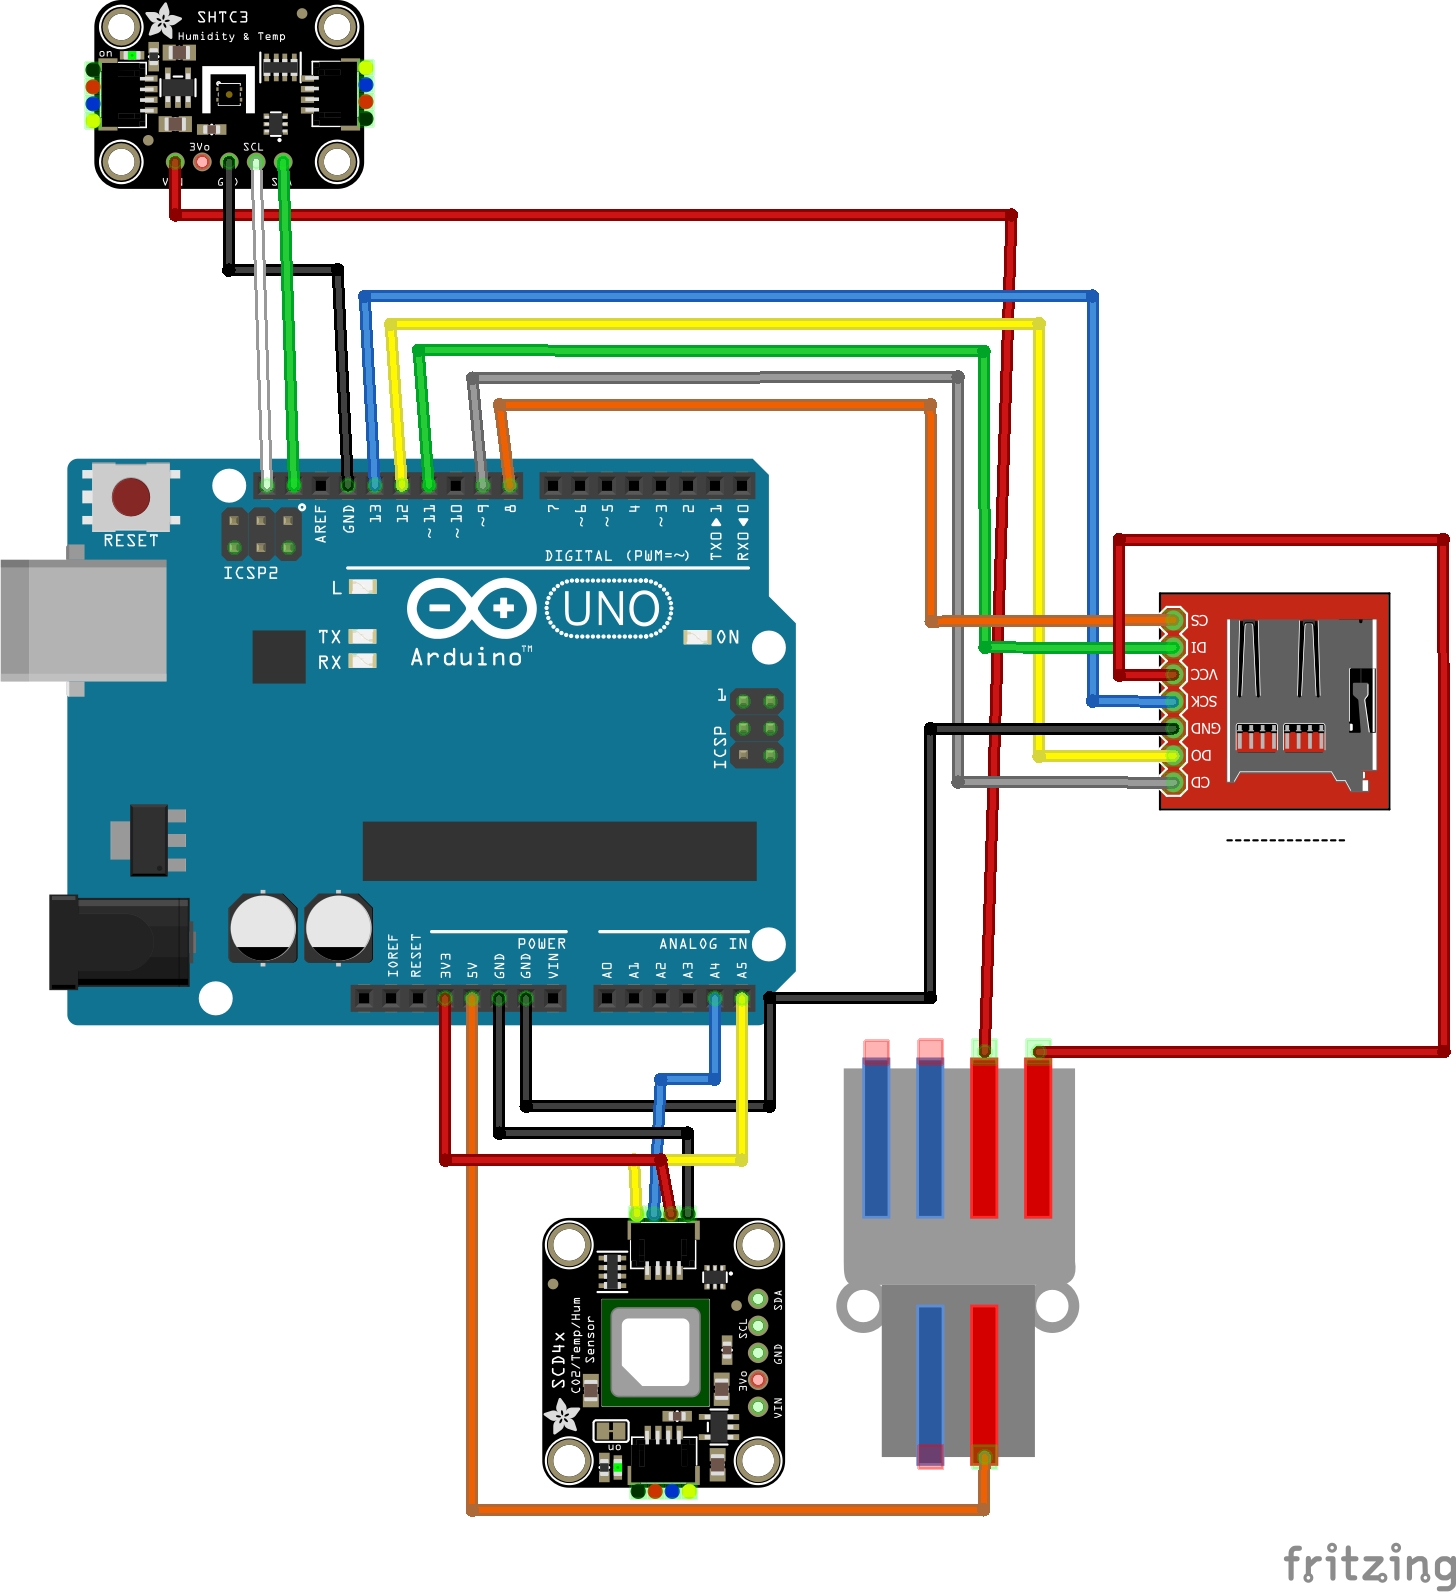 SHTC3
Humidity & Temp
on
3Vo
SCL
RESET
ICSP2
AREF
GND
13
12
~11
~10
~9
8
7
~6
~5
4
~3
2
TX0▶1
RX0◀0
DIGITAL (PWM=~)
L
TX
RX
UNO
Arduino™
ON
1
ICSP
CS
DI
VCC
SCK
GND
DO
CD
IOREF
RESET
3V3
5V
GND
GND
VIN
POWER
A0
A1
A2
A3
A4
A5
ANALOG IN
SCD4x
CO2/Temp/Hum
Sensor
SDA
SCL
GND
3Vo
VIN
on
fritzing